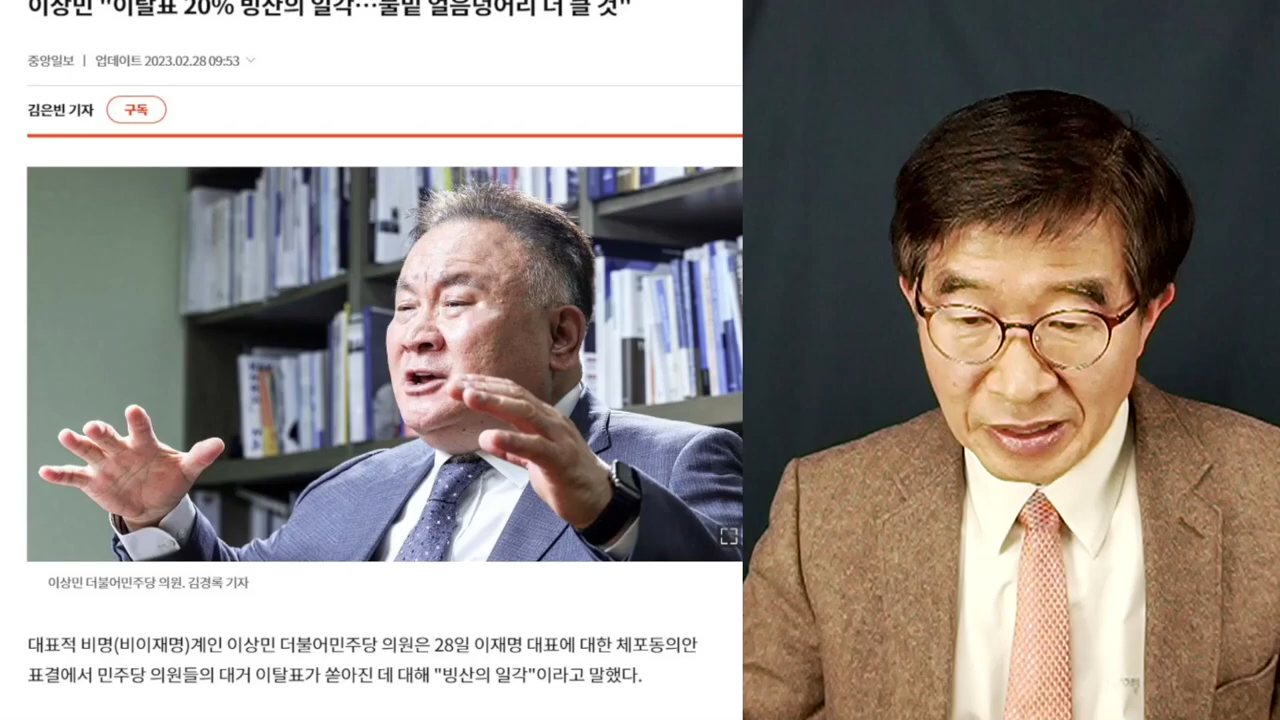 이상민 "이탈표 20% 빙산의 일각…물밑 얼음덩어리 더 클 것"
중앙일보 | 업데이트 2023.02.28 09:53
김은빈 기자 구독
이상민 더불어민주당 의원. 김경록 기자
대표적 비명(비이재명)계인 이상민 더불어민주당 의원은 28일 이재명 대표에 대한 체포동의안
표결에서 민주당 의원들의 대거 이탈표가 쏟아진 데 대해 "빙산의 일각"이라고 말했다.